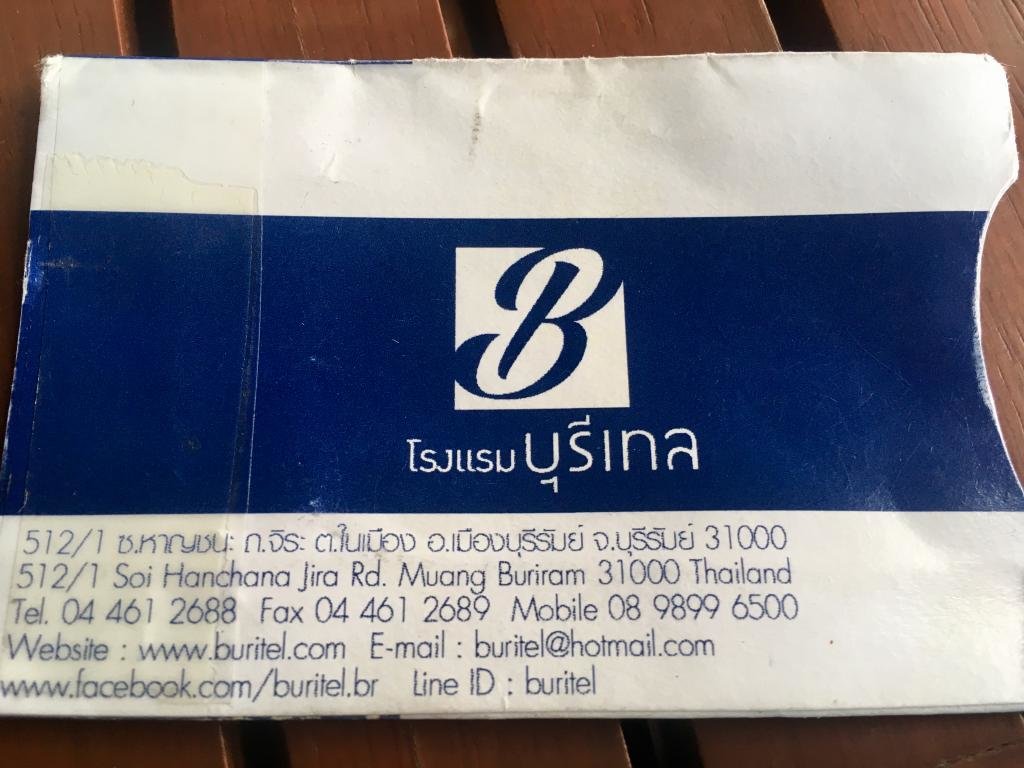 B
โรงแรมบุรีเทล
512/1 ซ.หาญชนะ ถ.จิระ ต.ในเมือง อ.เมืองบุรีรัมย์ จ.บุรีรัมย์ 31000
512/1 Soi Hanchana Jira Rd. Muang Buriram 31000 Thailand
Tel. 04 461 2688 Fax 04 461 2689 Mobile 08 9899 6500
Website : www.buritel.com E-mail : buritel@hotmail.com
www.facebook.com/buritel.br Line ID : buritel